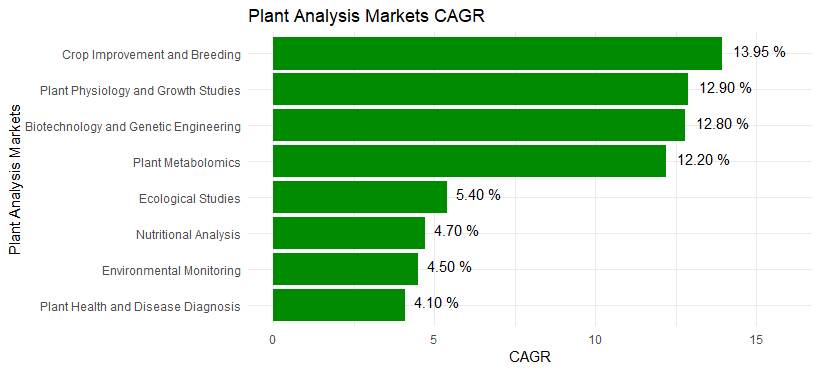 Plant Analysis Markets CAGR
Plant Analysis Markets
Crop Improvement and Breeding 13.95 %
Plant Physiology and Growth Studies 12.90 %
Biotechnology and Genetic Engineering 12.80 %
Plant Metabolomics 12.20 %
Ecological Studies 5.40 %
Nutritional Analysis 4.70 %
Environmental Monitoring 4.50 %
Plant Health and Disease Diagnosis 4.10 %
0 5 10 15
CAGR